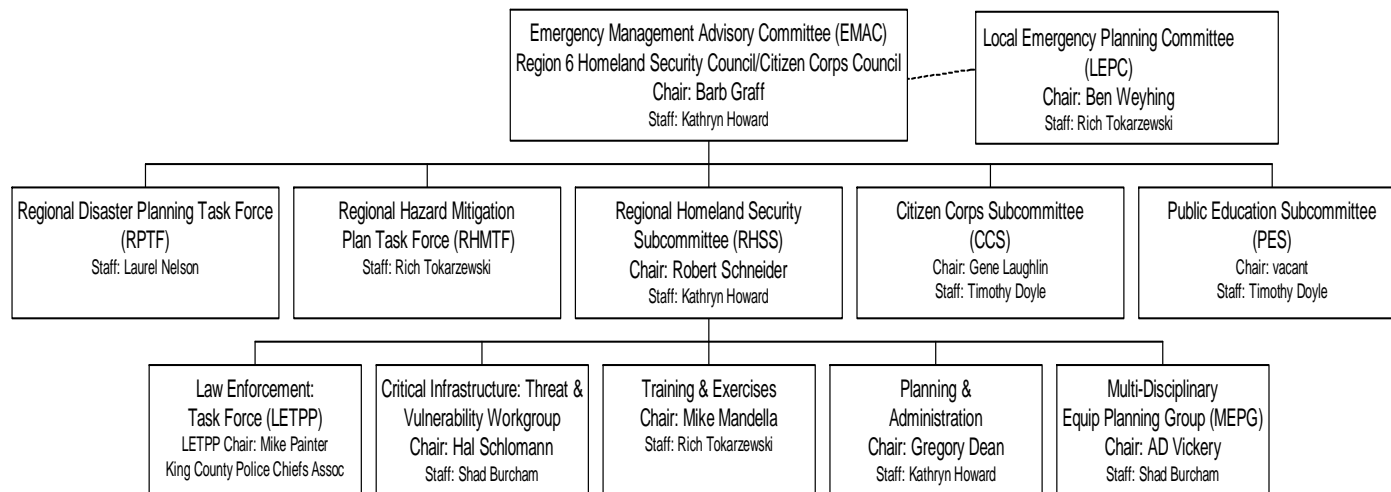 Emergency Management Advisory Committee (EMAC)
Region 6 Homeland Security Council/Citizen Corps Council
Chair: Barb Graff
Staff: Kathryn Howard
Local Emergency Planning Committee
(LEPC)
Chair: Ben Weyhing
Staff: Rich Tokarzewski
Regional Disaster Planning Task Force
(RPTF)
Staff: Laurel Nelson
Regional Hazard Mitigation
Plan Task Force (RHMTF)
Staff: Rich Tokarzewski
Regional Homeland Security
Subcommittee (RHSS)
Chair: Robert Schneider
Staff: Kathryn Howard
Citizen Corps Subcommittee
(CCS)
Chair: Gene Laughlin
Staff: Timothy Doyle
Public Education Subcommittee
(PES)
Chair: vacant
Staff: Timothy Doyle
Law Enforcement:
Task Force (LETPP)
LETPP Chair: Mike Painter
King County Police Chiefs Assoc
Critical Infrastructure: Threat &
Vulnerability Workgroup
Chair: Hal Schlomann
Staff: Shad Burcham
Training & Exercises
Chair: Mike Mandella
Staff: Rich Tokarzewski
Planning &
Administration
Chair: Gregory Dean
Staff: Kathryn Howard
Multi-Disciplinary
Equip Planning Group (MEPG)
Chair: AD Vickery
Staff: Shad Burcham